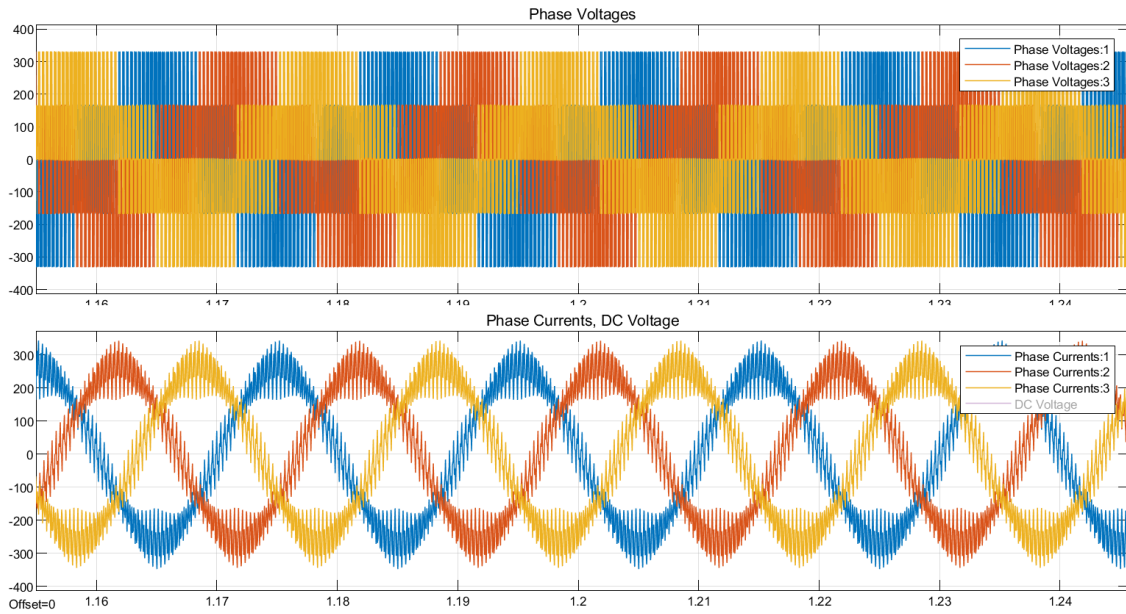 Phase Voltages
400
300
200
100
0
-100
-200
-300
-400
Phase Voltages:1
Phase Voltages:2
Phase Voltages:3
1.16 1.17 1.18 1.19 1.2 1.21 1.22 1.23 1.24
Phase Currents, DC Voltage
300
200
100
0
-100
-200
-300
-400
Phase Currents:1
Phase Currents:2
Phase Currents:3
DC Voltage
1.16 1.17 1.18 1.19 1.2 1.21 1.22 1.23 1.24
Offset=0